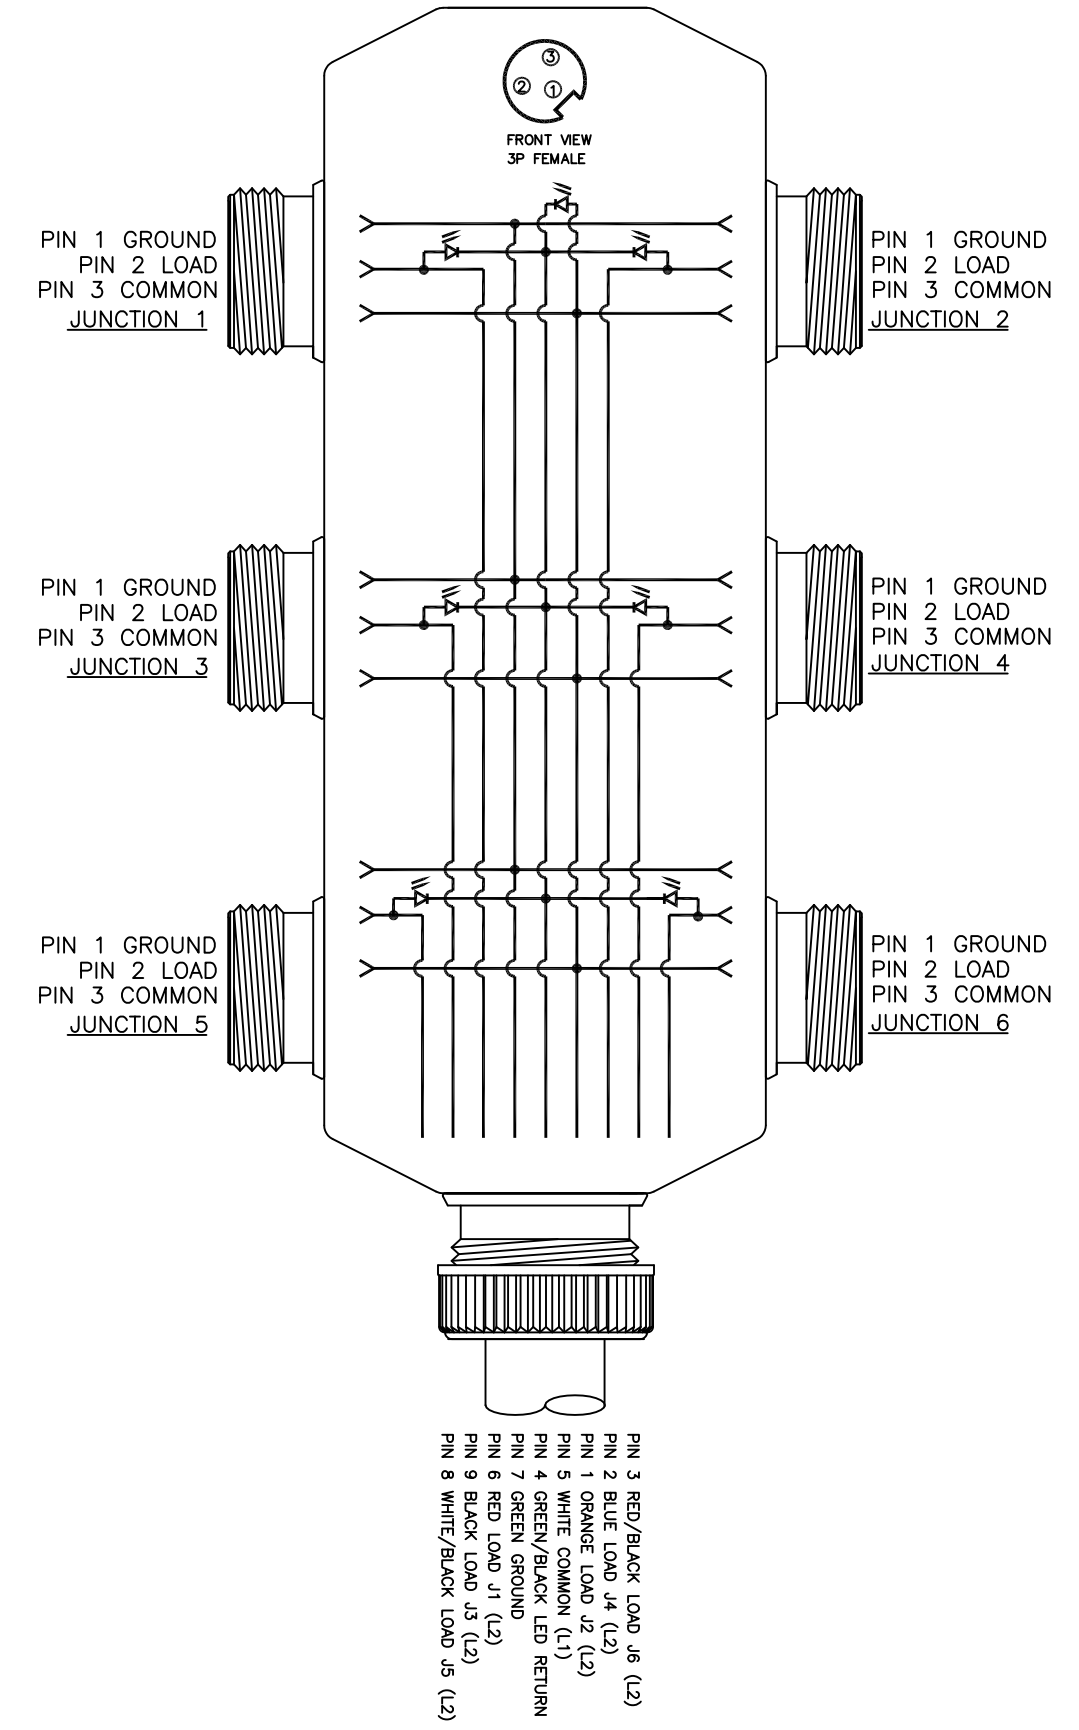 3
2
1
FRONT VIEW
3P FEMALE
PIN 1 GROUND
PIN 2 LOAD
PIN 3 COMMON
JUNCTION 1
PIN 1 GROUND
PIN 2 LOAD
PIN 3 COMMON
JUNCTION 2
PIN 1 GROUND
PIN 2 LOAD
PIN 3 COMMON
JUNCTION 3
PIN 1 GROUND
PIN 2 LOAD
PIN 3 COMMON
JUNCTION 4
PIN 1 GROUND
PIN 2 LOAD
PIN 3 COMMON
JUNCTION 5
PIN 1 GROUND
PIN 2 LOAD
PIN 3 COMMON
JUNCTION 6
PIN 3 RED/BLACK LOAD J6 (L2)
PIN 2 BLUE LOAD J4 (L2)
PIN 1 ORANGE LOAD J2 (L2)
PIN 5 WHITE COMMON (L1)
PIN 4 GREEN/BLACK LED RETURN
PIN 7 GREEN GROUND
PIN 6 RED LOAD J1 (L2)
PIN 9 BLACK LOAD J3 (L2)
PIN 8 WHITE/BLACK LOAD J5 (L2)